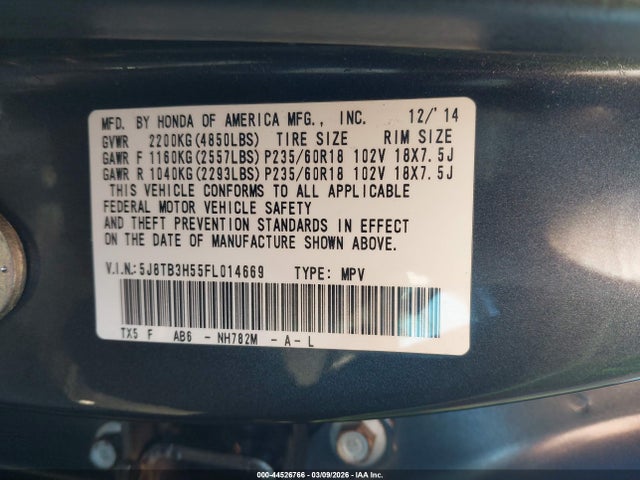 MFD. BY HONDA OF AMERICA MFG., INC. 12/'14
GVWR 2200KG(4850LBS) TIRE SIZE RIM SIZE
GAWR F 1160KG(2557LBS) P235/60R18 102V 18X7.5J
GAWR R 1040KG(2293LBS) P235/60R18 102V 18X7.5J
THIS VEHICLE CONFORMS TO ALL APPLICABLE
FEDERAL MOTOR VEHICLE SAFETY
AND THEFT PREVENTION STANDARDS IN EFFECT
ON THE DATE OF MANUFACTURE SHOWN ABOVE.
V.I.N.:5J8TB3H55FL014669 TYPE: MPV
TX5 F AB6 - NH782M - A - L
000-44526766 - 03/09/2026 - IAA Inc.